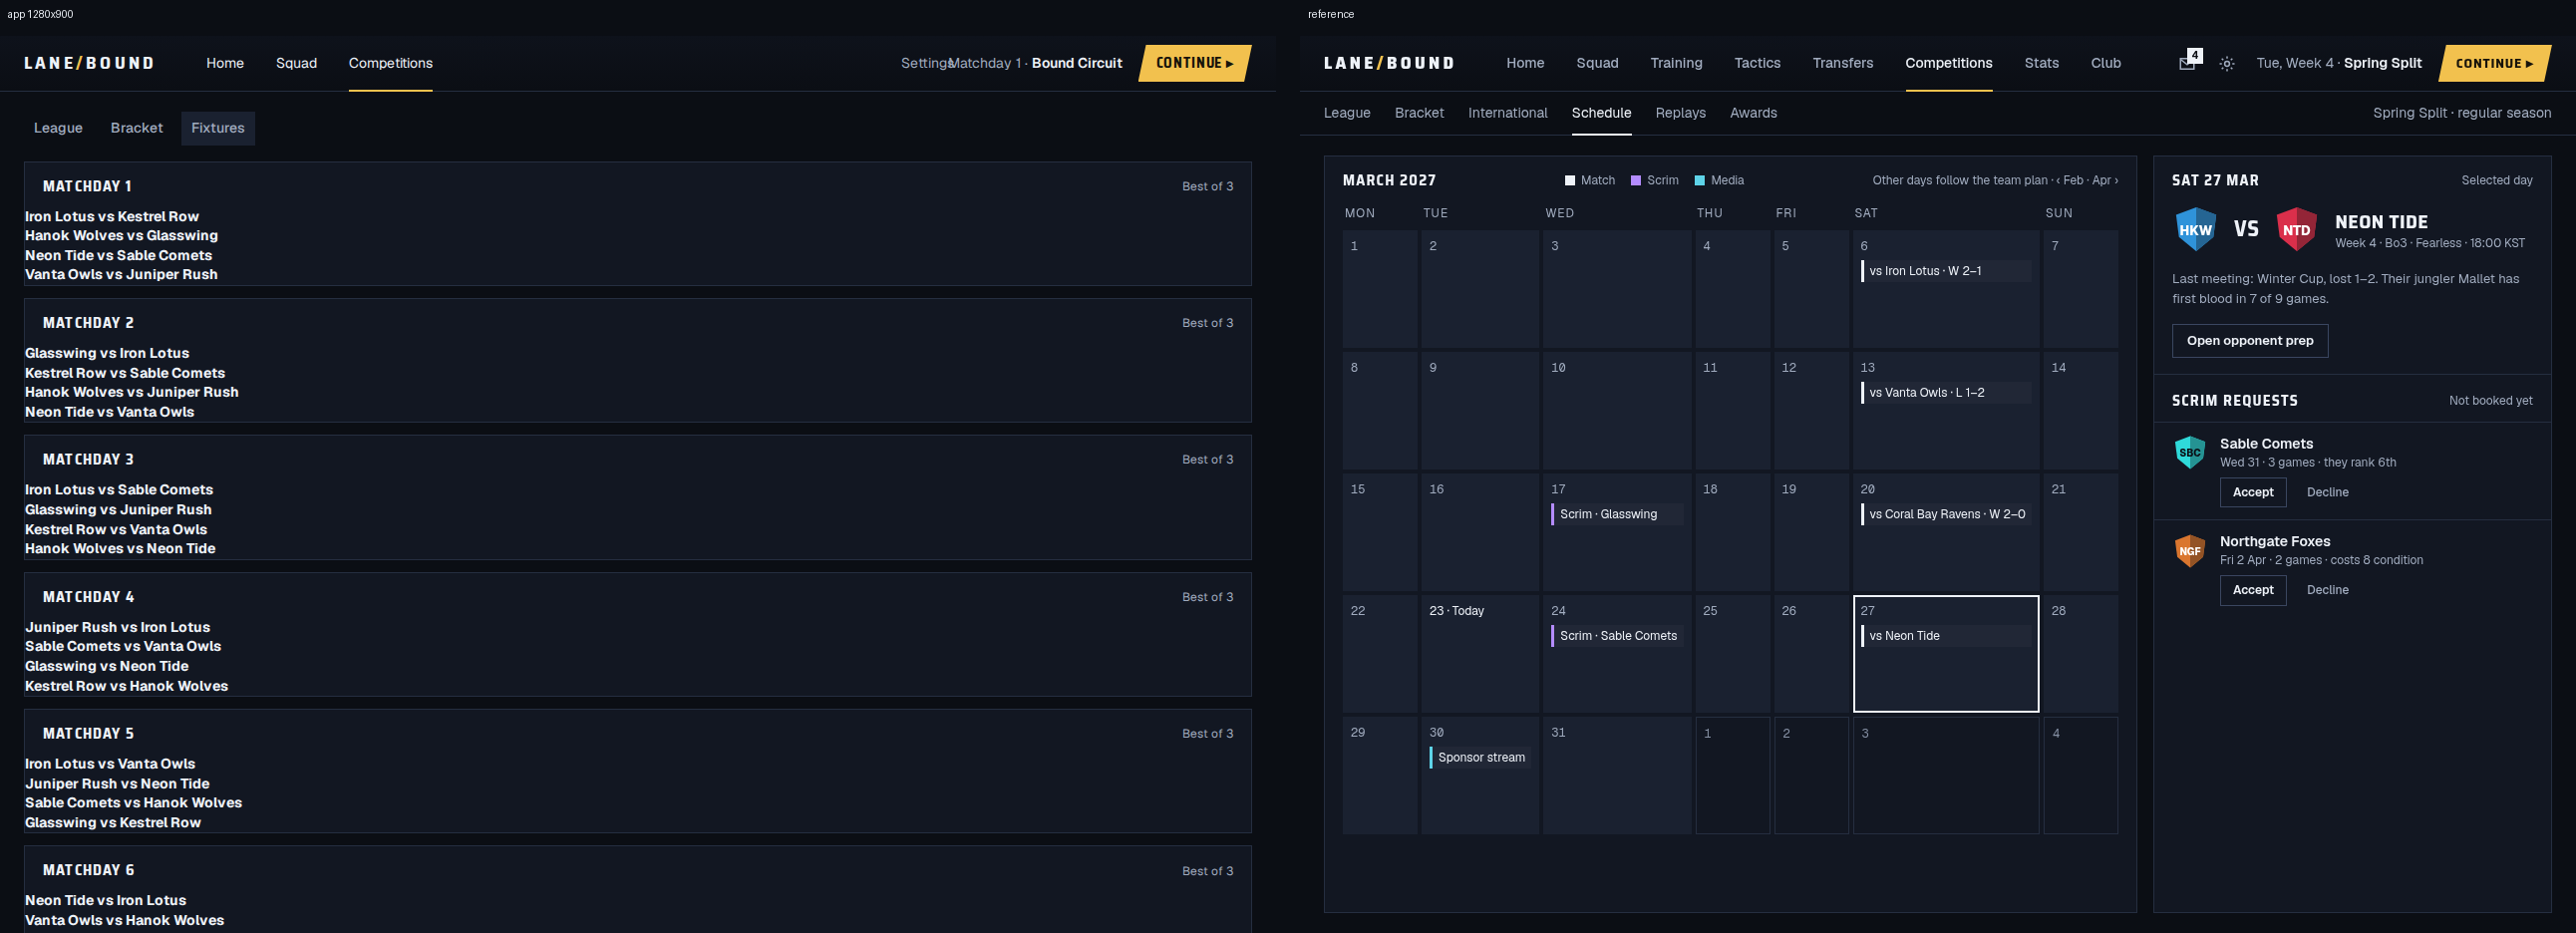 app 1280x900
LANE/BOUND
Home Squad Competitions
Settings Matchday 1 · Bound Circuit CONTINUE ▸
League Bracket Fixtures
MATCHDAY 1 Best of 3
Iron Lotus vs Kestrel Row
Hanok Wolves vs Glasswing
Neon Tide vs Sable Comets
Vanta Owls vs Juniper Rush
MATCHDAY 2 Best of 3
Glasswing vs Iron Lotus
Kestrel Row vs Sable Comets
Hanok Wolves vs Juniper Rush
Neon Tide vs Vanta Owls
MATCHDAY 3 Best of 3
Iron Lotus vs Sable Comets
Glasswing vs Juniper Rush
Kestrel Row vs Vanta Owls
Hanok Wolves vs Neon Tide
MATCHDAY 4 Best of 3
Juniper Rush vs Iron Lotus
Sable Comets vs Vanta Owls
Glasswing vs Neon Tide
Kestrel Row vs Hanok Wolves
MATCHDAY 5 Best of 3
Iron Lotus vs Vanta Owls
Juniper Rush vs Neon Tide
Sable Comets vs Hanok Wolves
Glasswing vs Kestrel Row
MATCHDAY 6 Best of 3
Neon Tide vs Iron Lotus
Vanta Owls vs Hanok Wolves
reference
LANE/BOUND
Home Squad Training Tactics Transfers Competitions Stats Club
4
Tue, Week 4 · Spring Split CONTINUE ▸
League Bracket International Schedule Replays Awards
Spring Split · regular season
MARCH 2027 Match Scrim Media Other days follow the team plan · ‹ Feb · Apr ›
MON TUE WED THU FRI SAT SUN
1 2 3 4 5 6 7
vs Iron Lotus · W 2–1
8 9 10 11 12 13 14
vs Vanta Owls · L 1–2
15 16 17 18 19 20 21
Scrim · Glasswing vs Coral Bay Ravens · W 2–0
22 23 · Today 24 25 26 27 28
Scrim · Sable Comets vs Neon Tide
29 30 31 1 2 3 4
Sponsor stream
SAT 27 MAR Selected day
HKW VS NTD NEON TIDE
Week 4 · Bo3 · Fearless · 18:00 KST
Last meeting: Winter Cup, lost 1–2. Their jungler Mallet has
first blood in 7 of 9 games.
Open opponent prep
SCRIM REQUESTS Not booked yet
SBC Sable Comets
Wed 31 · 3 games · they rank 6th
Accept Decline
NGF Northgate Foxes
Fri 2 Apr · 2 games · costs 8 condition
Accept Decline